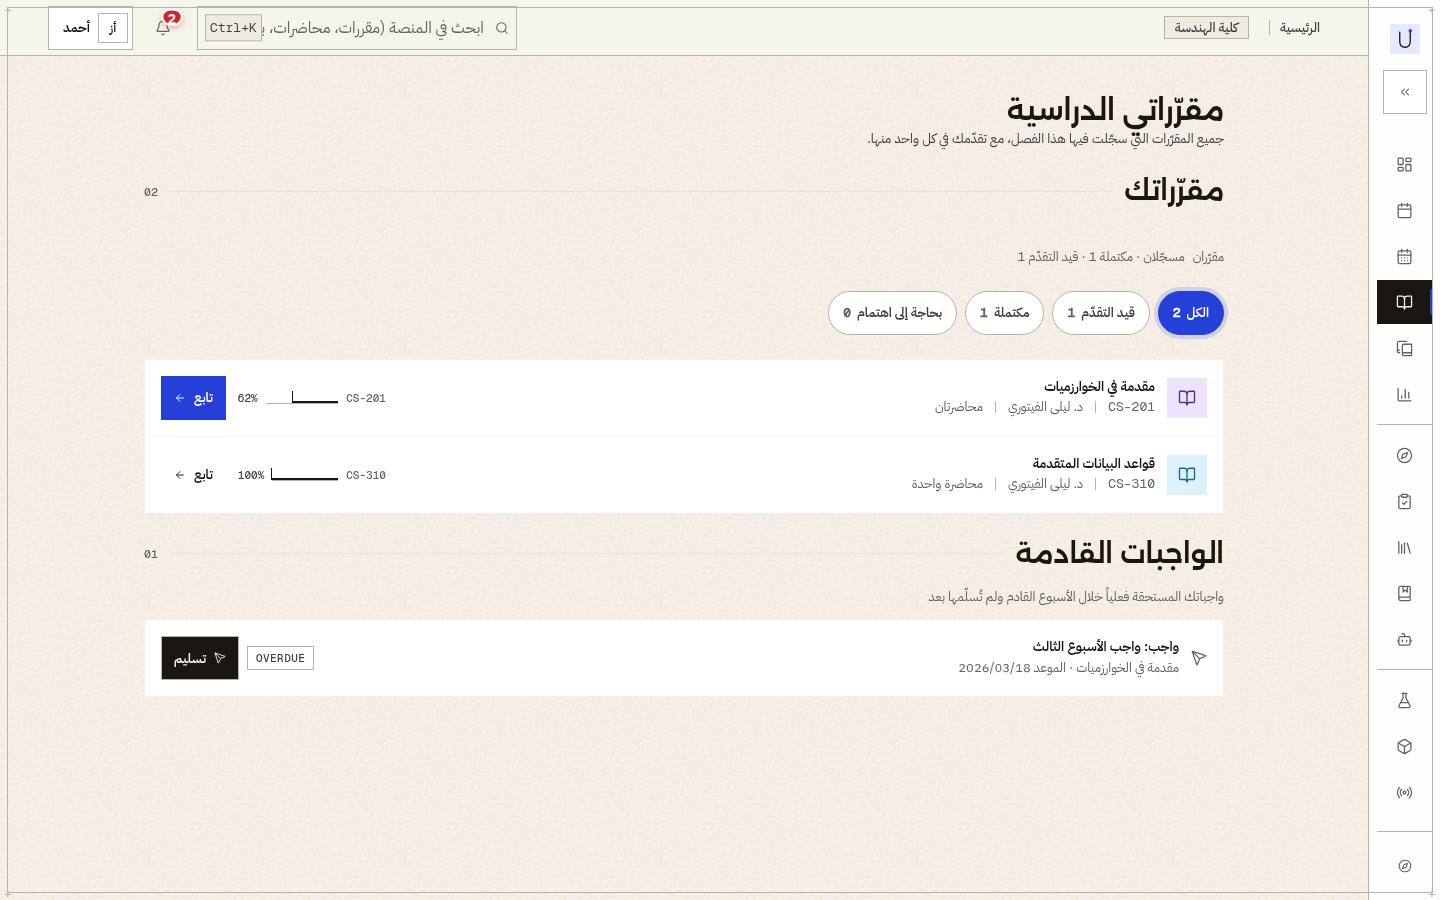 الرئيسية
كلية الهندسة
ابحث في المنصة (مقررات، محاضرات، ب
Ctrl+K
2
أز
أحمد
مقرّراتي الدراسية
جميع المقرّرات التي سجّلت فيها هذا الفصل، مع تقدّمك في كل واحد منها.
مقرّراتك
02
مقرّران مسجّلان · مكتملة 1 · قيد التقدّم 1
الكل 2
قيد التقدّم 1
مكتملة 1
بحاجة إلى اهتمام 0
مقدمة في الخوارزميات
CS-201 | د. ليلى الفيتوري | محاضرتان
CS-201
62%
تابع ←
قواعد البيانات المتقدمة
CS-310 | د. ليلى الفيتوري | محاضرة واحدة
CS-310
100%
تابع ←
الواجبات القادمة
01
واجباتك المستحقة فعلياً خلال الأسبوع القادم ولم تُسلّمها بعد
واجب: واجب الأسبوع الثالث
مقدمة في الخوارزميات · الموعد 2026/03/18
OVERDUE
تسليم